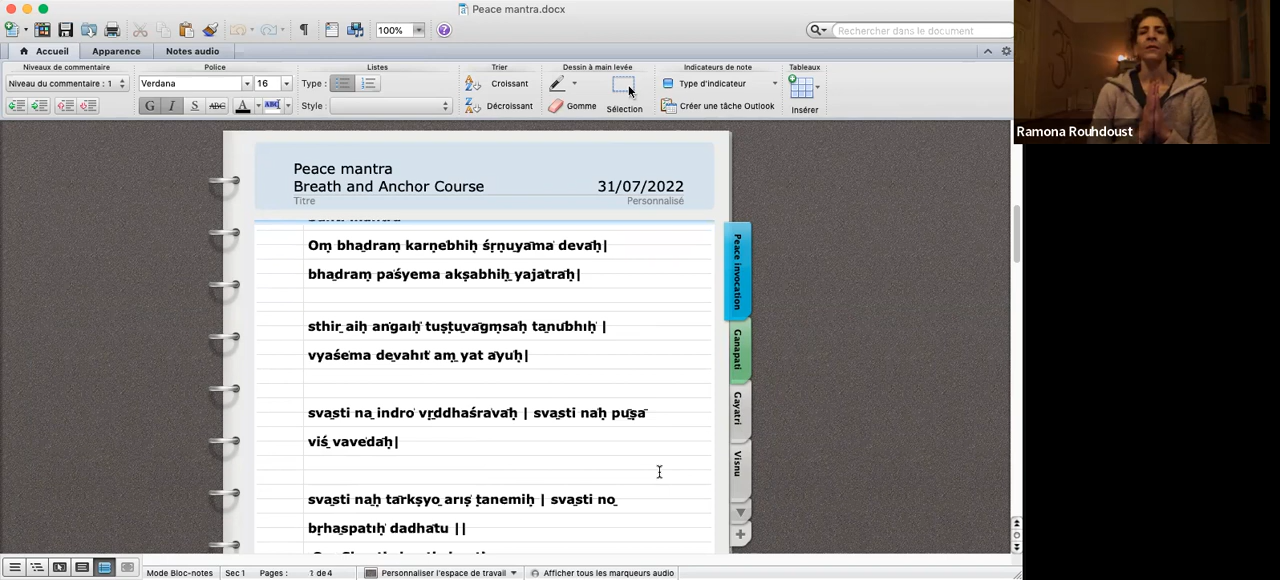 Peace mantra.docx
100%
Rechercher dans le document
Accueil Apparence Notes audio
Niveaux de commentaire Police Listes Trier Dessin à main levée Indicateurs de note Tableaux
Niveau du commentaire : 1 Verdana 16 Type : Croissant Type d'indicateur
G I S ABC A ABC Style : Décroissant Gomme Sélection Créer une tâche Outlook Insérer
Ramona Rouhdoust
Peace mantra
Breath and Anchor Course 31/07/2022
Titre Personnalisé
Oṃ bhadraṃ karṇebhiḥ śṛṇuyāma devāḥ|
bhadraṃ paśyema akṣabhiḥ yajatrāḥ|
sthir aiḥ aṅgaiḥ tuṣṭuvāgṃsaḥ tanūbhiḥ |
vyaśema devahit aṃ yat āyuḥ|
svasti na indro vṛddhaśravāḥ | svasti naḥ puṣā
viś vavedāḥ|
svasti naḥ tārkṣyo ariṣ ṭanemiḥ | svasti no
bṛhaspatiḥ dadhātu ||
Peace invocation
Ganapati
Gayatri
Visnu
Mode Bloc-notes Sec 1 Pages : 1 de 4 Personnaliser l'espace de travail Afficher tous les marqueurs audio